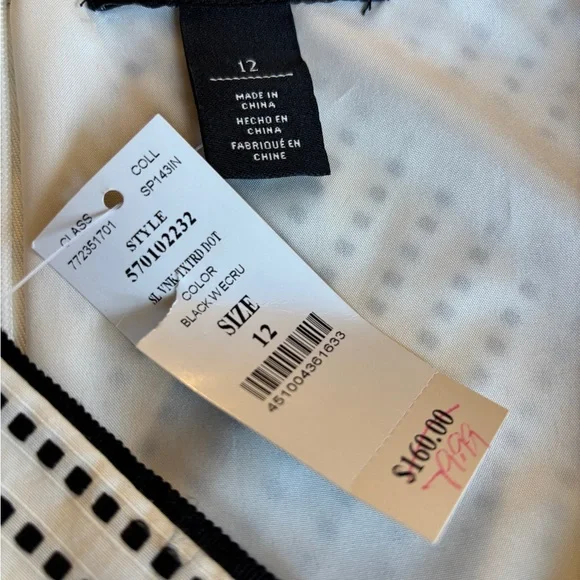 12
MADE IN
CHINA
HECHO EN
CHINA
FABRIQUÉ EN
CHINE
COLL
SP143IN
CLASS
772351701
STYLE
570102232
SL VNK/TXTRD DOT
COLOR
BLACK W/ECRU
SIZE
12
451004361633
$160.00